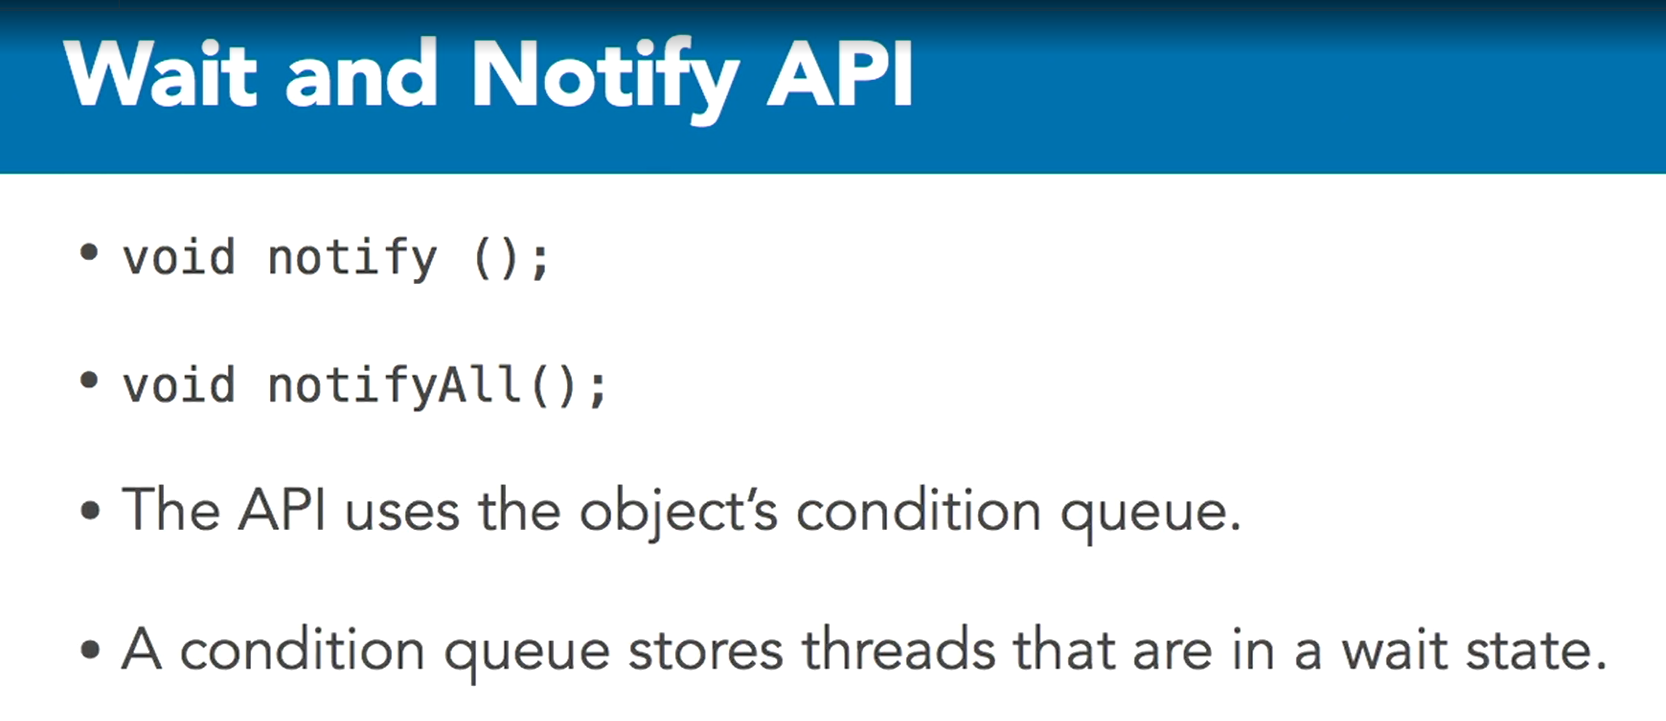 Wait and Notify API
• void notify ();
• void notifyAll();
• The API uses the object’s condition queue.
• A condition queue stores threads that are in a wait state.